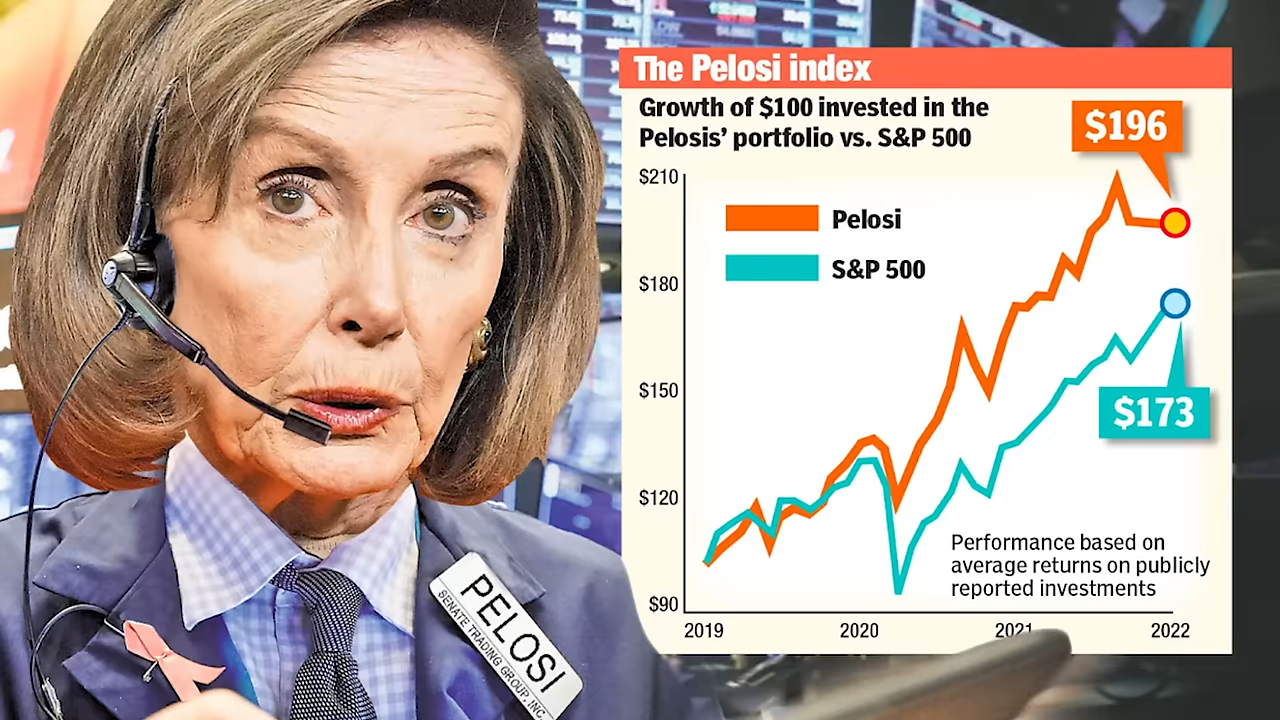 The Pelosi index
Growth of $100 invested in the
Pelosis' portfolio vs. S&P 500
$196
$210
Pelosi
S&P 500
$180
$150
$173
$120
Performance based on
average returns on publicly
reported investments
$90
2019 2020 2021 2022
PELOSI
SENATE TRADING GROUP, INC.